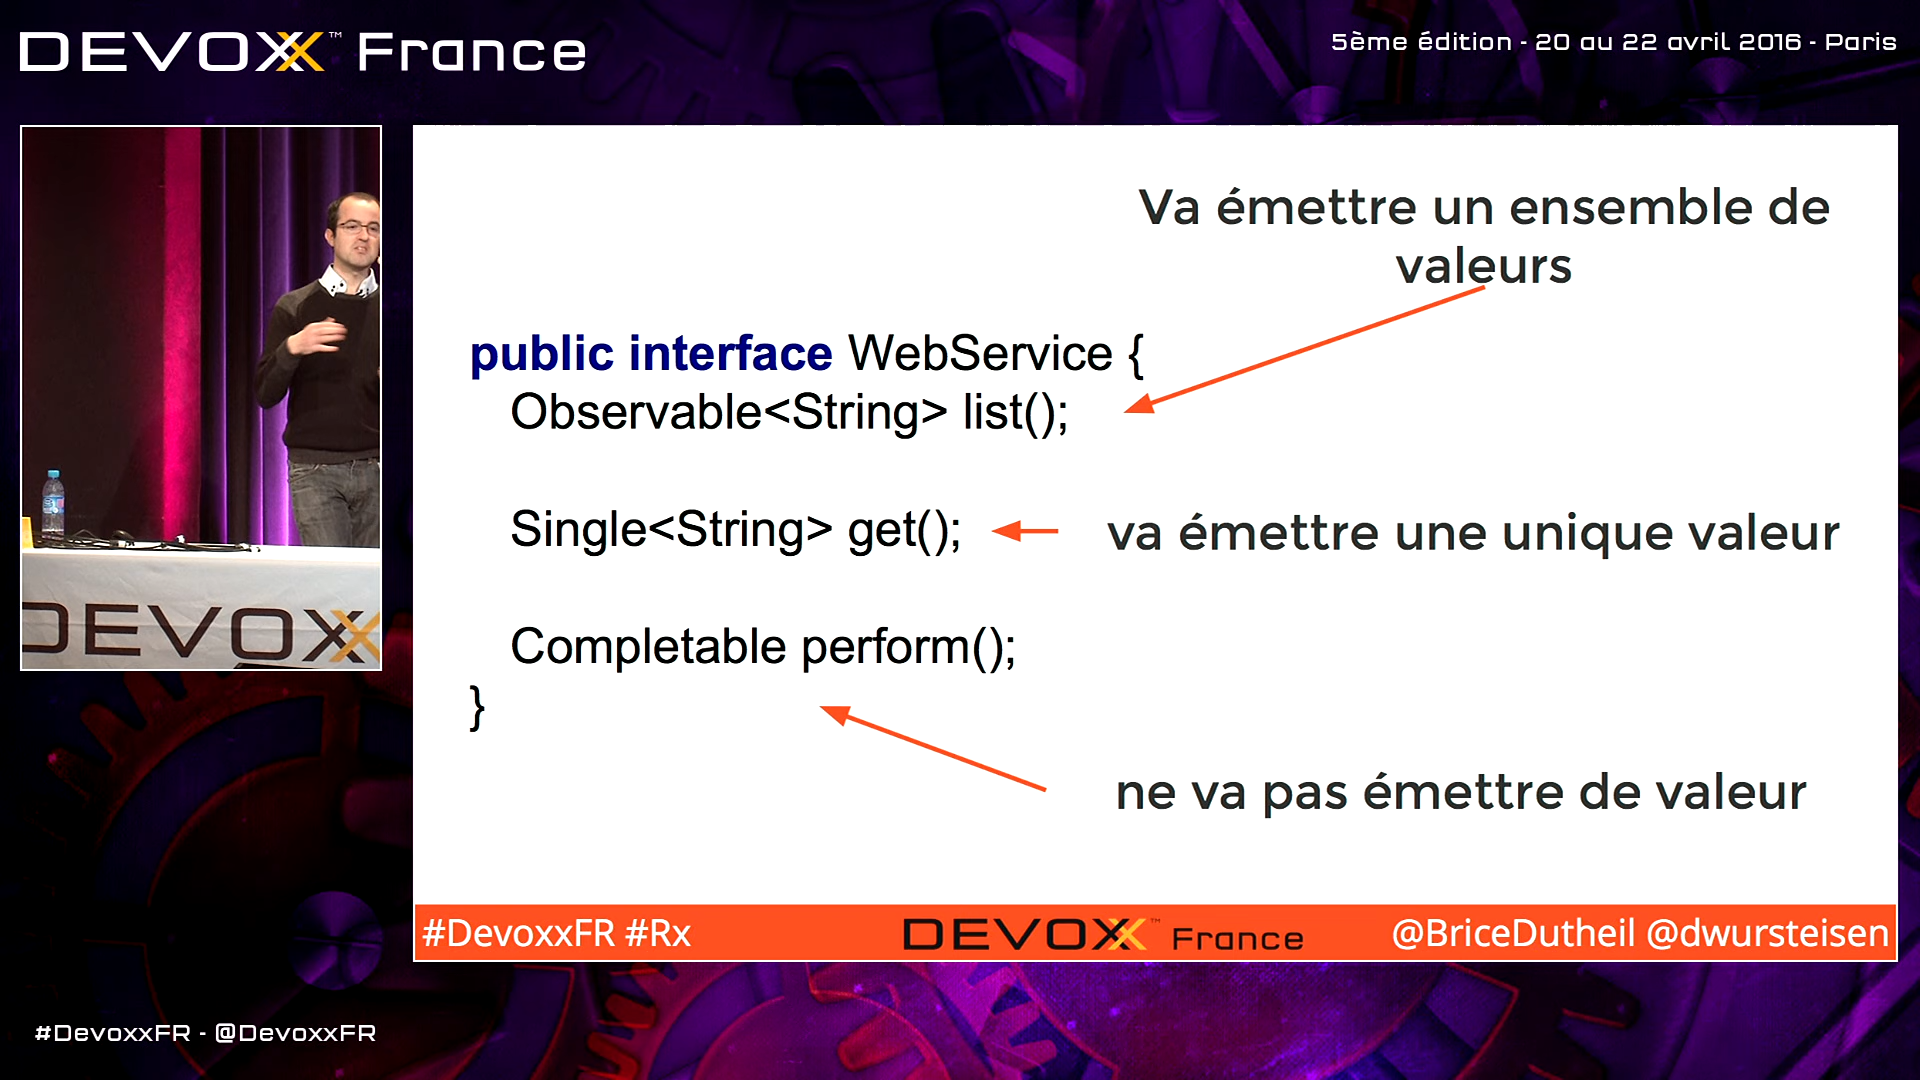 DEVOXX™ France
5ème édition - 20 au 22 avril 2016 - Paris
Va émettre un ensemble de
valeurs
public interface WebService {
Observable<String> list();
Single<String> get();
va émettre une unique valeur
Completable perform();
}
ne va pas émettre de valeur
#DevoxxFR #Rx
DEVOXX™ France
@BriceDutheil @dwursteisen
DEVOXX
#DevoxxFR - @DevoxxFR